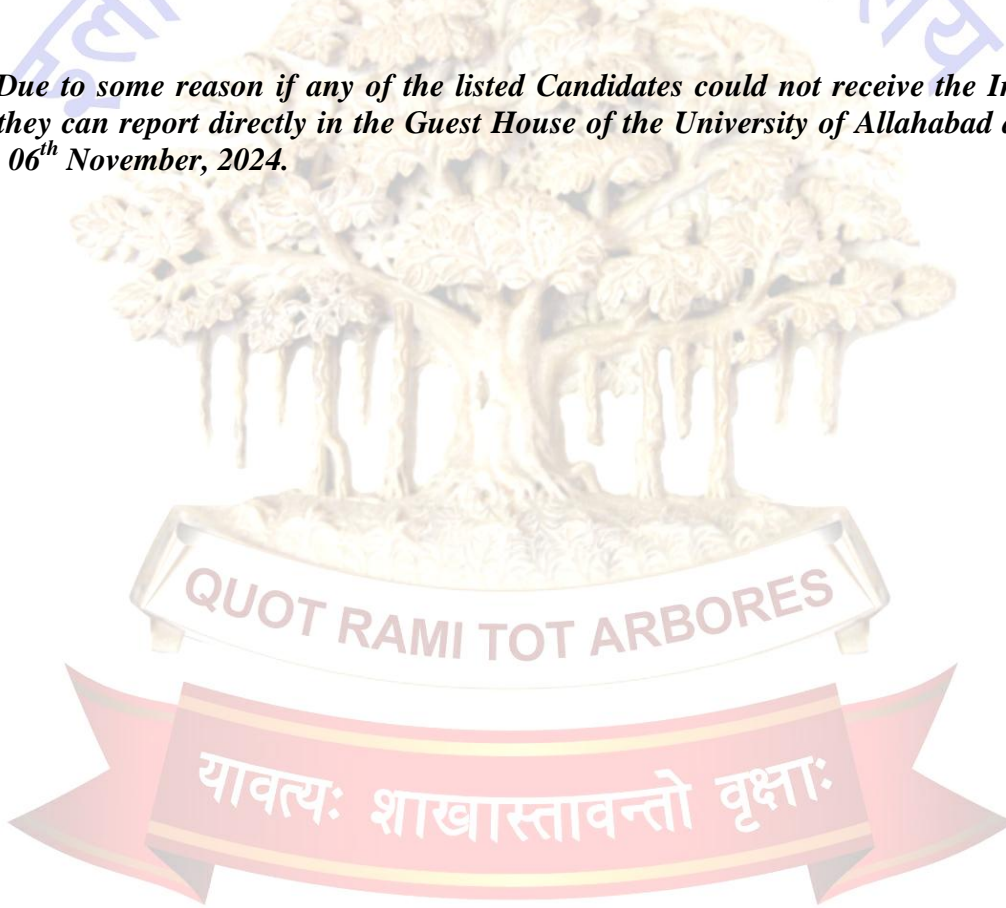 Due to some reason if any of the listed Candidates could not receive the
they can report directly in the Guest House of the University of Allahabad
06th November, 2024.
QUOT RAMI TOT ARBORES
यावत्यः शाखास्तावन्तो वृक्षाः